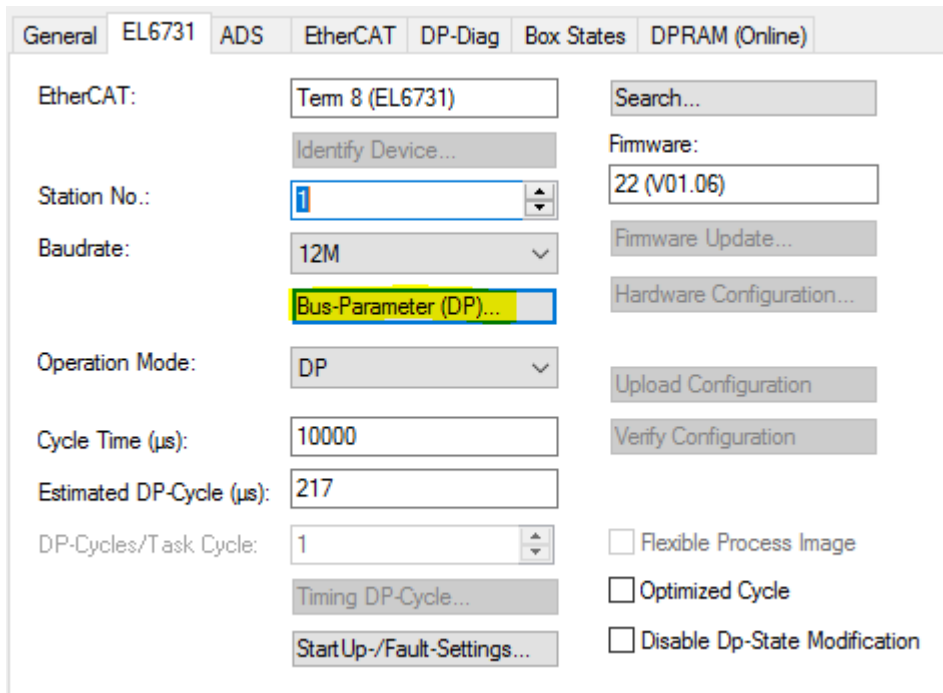 General EL6731 ADS EtherCAT DP-Diag Box States DPRAM (Online)
EtherCAT: Term 8 (EL6731) Search...
Identify Device... Firmware:
Station No.: 1 22 (V01.06)
Baudrate: 12M Firmware Update...
Bus-Parameter (DP)... Hardware Configuration...
Operation Mode: DP Upload Configuration
Cycle Time (µs): 10000 Verify Configuration
Estimated DP-Cycle (µs): 217
DP-Cycles/Task Cycle: 1 Flexible Process Image
Timing DP-Cycle... Optimized Cycle
StartUp-/Fault-Settings... Disable Dp-State Modification